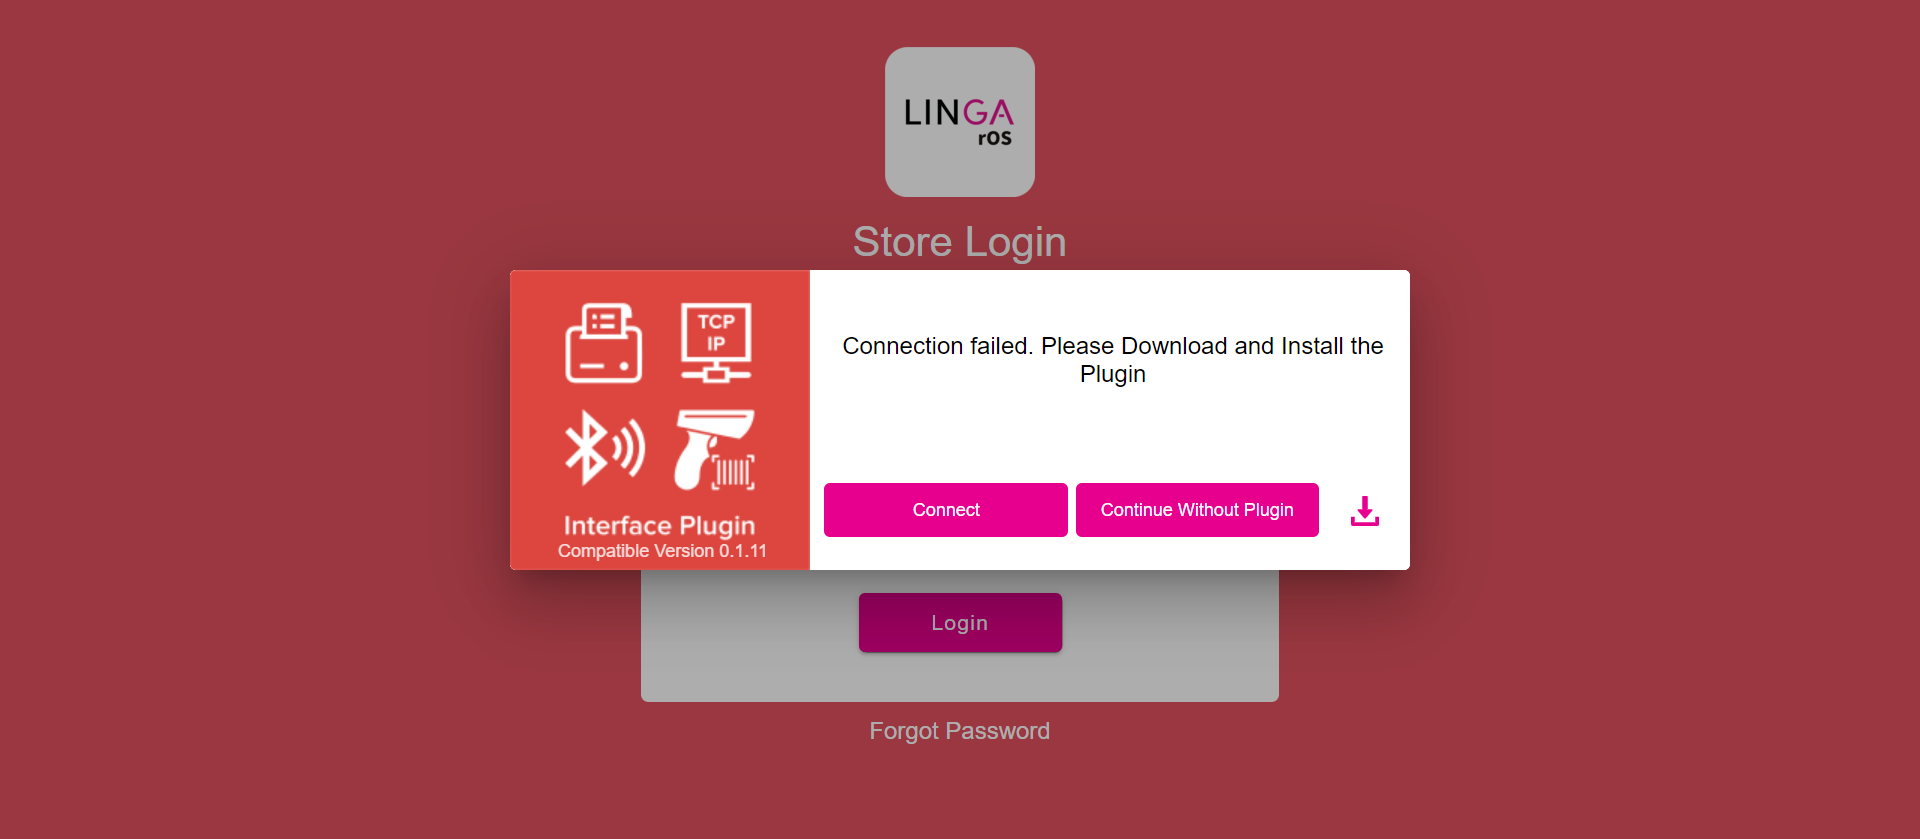 LINGA
rOS
Store Login
TCP
IP
Interface Plugin
Compatible Version 0.1.11
Connection failed. Please Download and Install the
Plugin
Connect
Continue Without Plugin
Login
Forgot Password